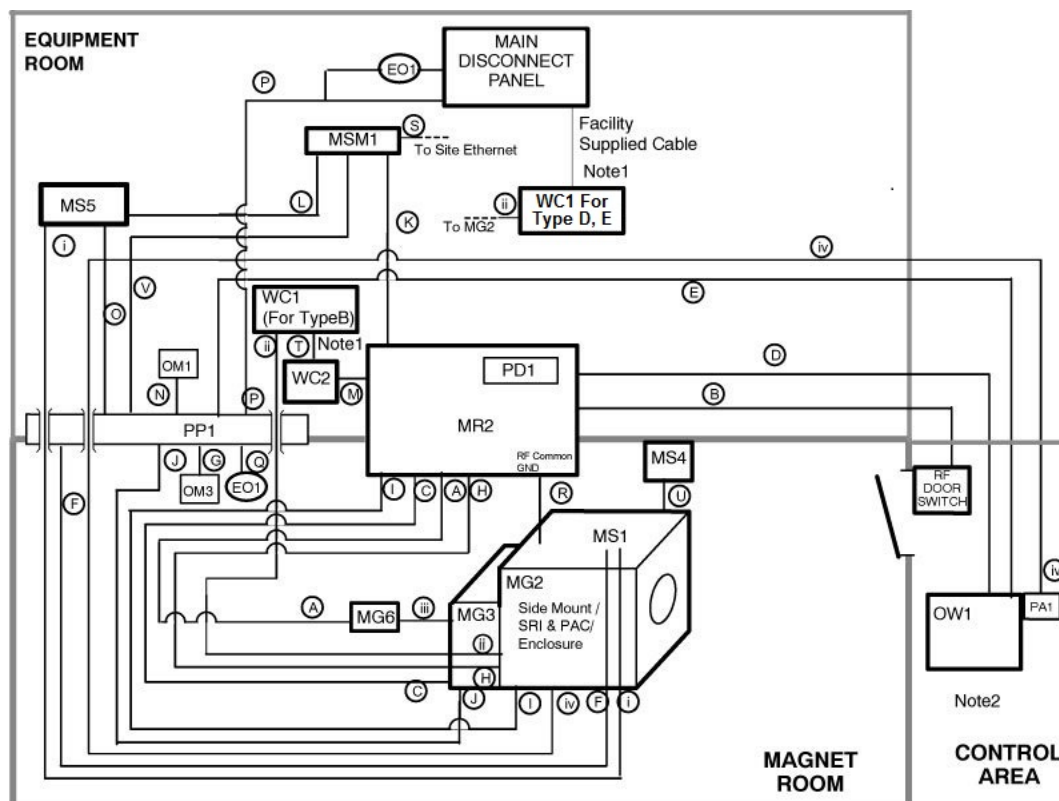 EQUIPMENT
ROOM
MAIN
DISCONNECT
PANEL
EO1
P
MSM1
S
To Site Ethernet
Facility
Supplied Cable
Note1
MS5
L
K
ii
To MG2
WC1 For
Type D, E
i
iv
V
O
E
WC1
(For TypeB)
ii
T
Note1
OM1
WC2
M
PD1
D
N
P
B
PP1
MR2
RF Common
GND
J
G
Q
OM3
EO1
F
I
C
A
H
R
MS4
U
RF
DOOR
SWITCH
MS1
MG2
Side Mount /
SRI & PAC/
Enclosure
A
MG6
iii
MG3
ii
H
C
J
I
iv
F
i
iv
OW1
PA1
Note2
MAGNET
ROOM
CONTROL
AREA